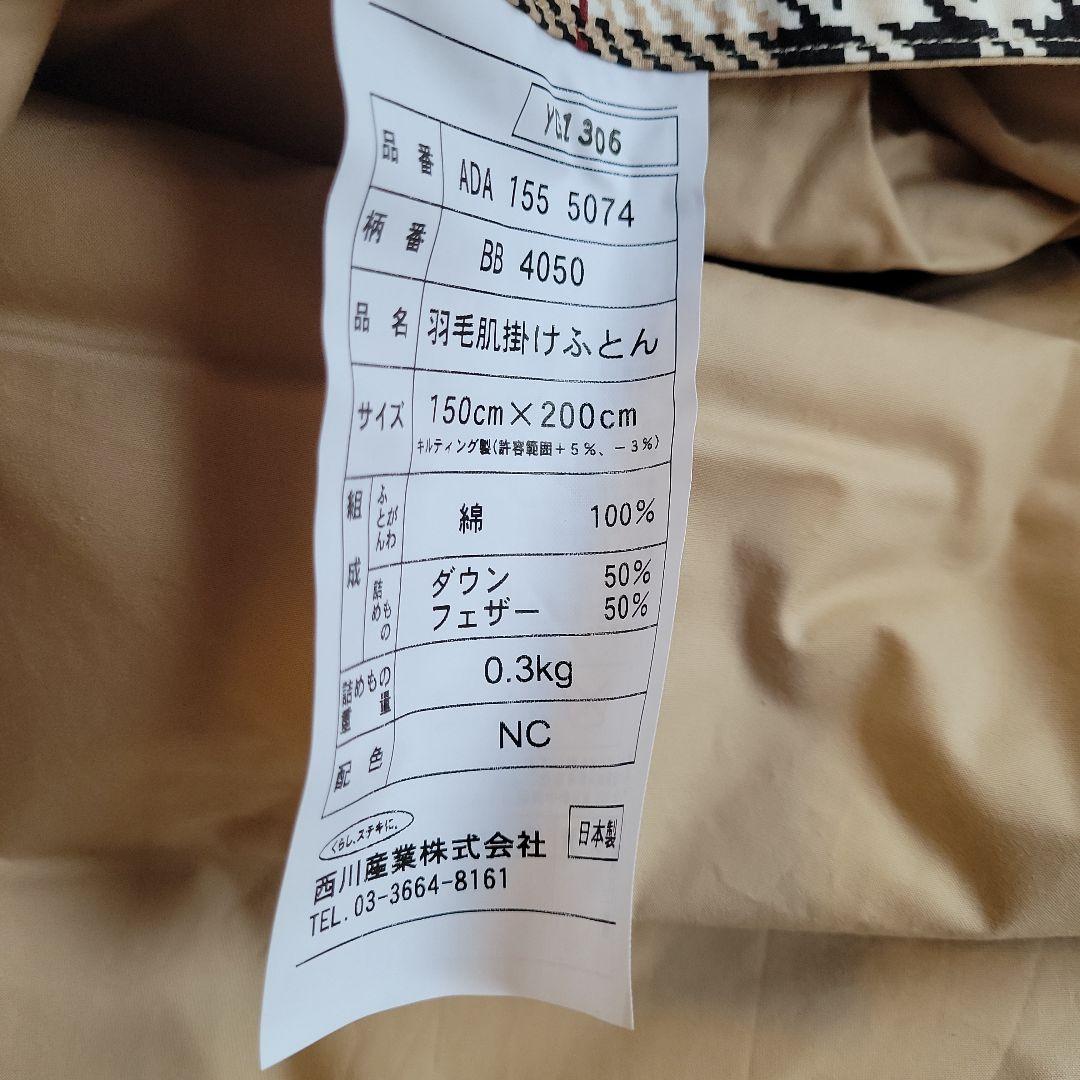 YG1306
品番 ADA 155 5074
柄番 BB 4050
品名 羽毛肌掛けふとん
サイズ 150cm×200cm
キルティング製(許容範囲+5%、-3%)
組成 ふとんがわ 綿 100%
詰めもの ダウン 50%
フェザー 50%
詰めもの重量 0.3kg
配色 NC
くらし、ステキに。
西川産業株式会社 日本製
TEL.03-3664-8161